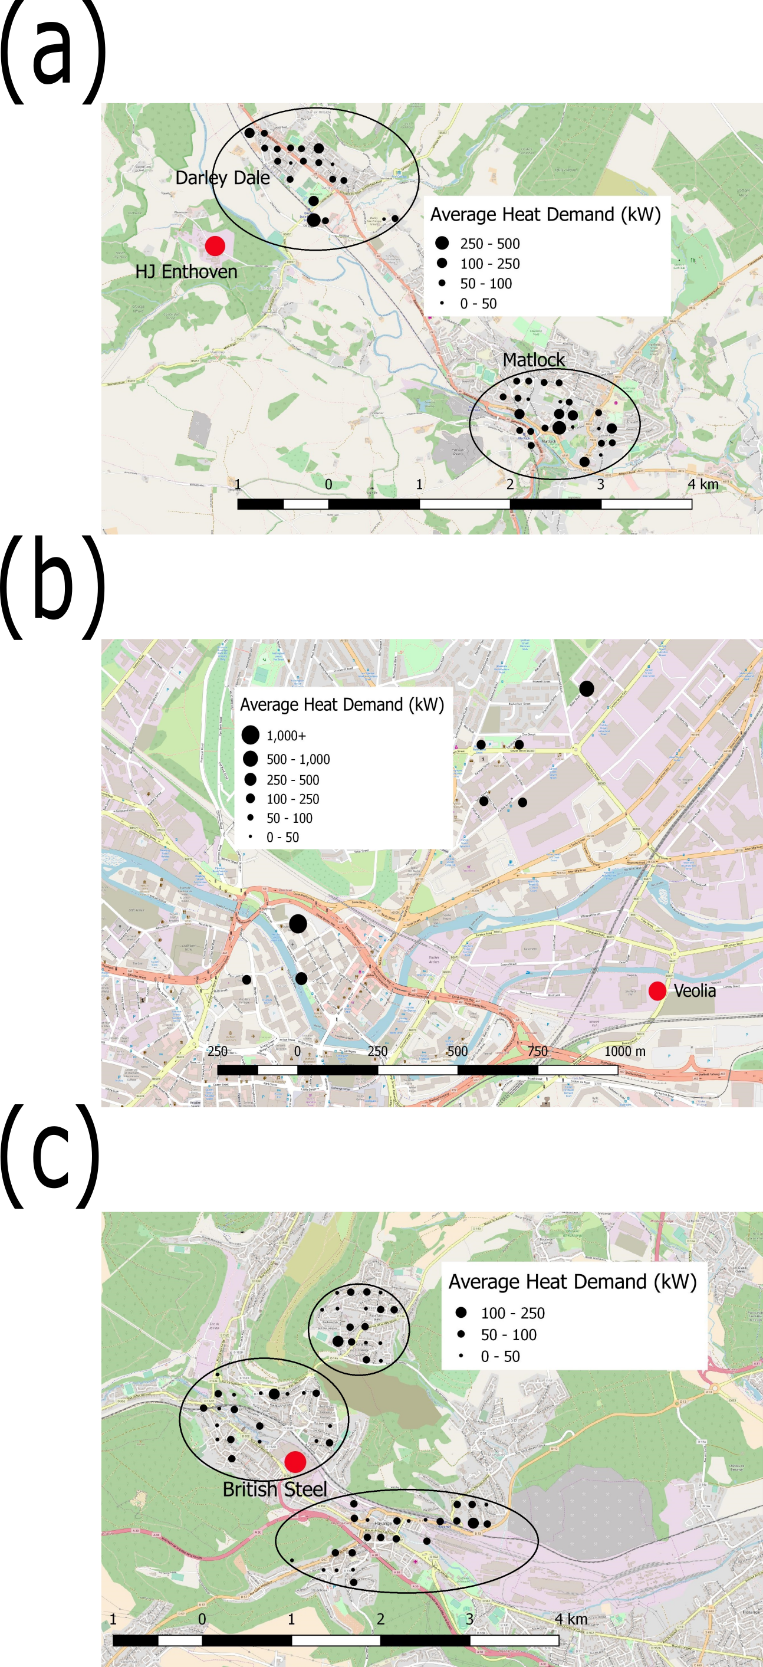 (a)
Darley Dale
HJ Enthoven
Average Heat Demand (kW)
250 - 500
100 - 250
50 - 100
0 - 50
Matlock
1 0 1 2 3 4 km
(b)
Average Heat Demand (kW)
1,000+
500 - 1,000
250 - 500
100 - 250
50 - 100
0 - 50
Veolia
250 0 250 500 750 1000 m
(c)
Average Heat Demand (kW)
100 - 250
50 - 100
0 - 50
British Steel
1 0 1 2 3 4 km